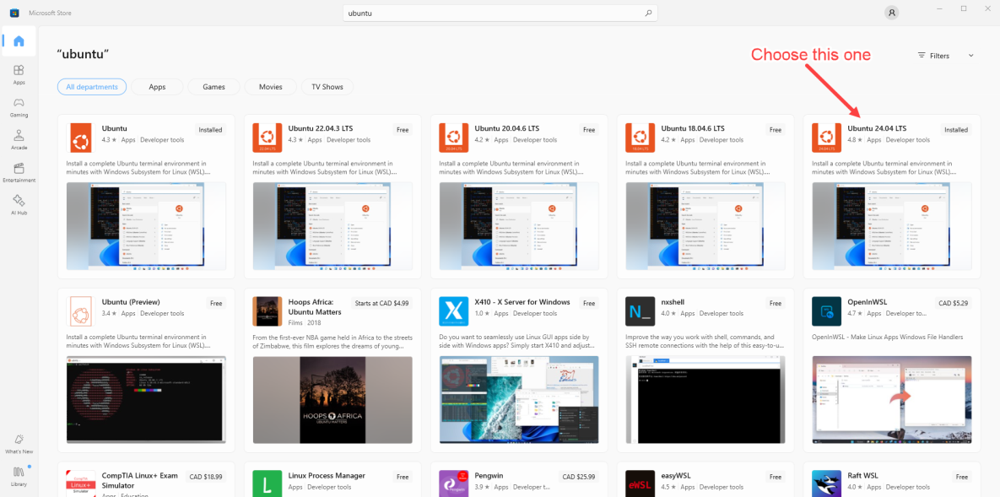 Microsoft Store
ubuntu
Choose this one
"ubuntu"
Filters
All departments
Apps
Games
Movies
TV Shows
Apps
Gaming
Arcade
Entertainment
AI Hub
What's New
Library
Ubuntu
Installed
4.3 ★ Apps Developer tools
Install a complete Ubuntu terminal environment in
minutes with Windows Subsystem for Linux (WSL)....
Ubuntu 22.04.3 LTS
Free
4.3 ★ Apps Developer tools
Install a complete Ubuntu terminal environment in
minutes with Windows Subsystem for Linux (WSL)....
Ubuntu 20.04.6 LTS
Free
4.2 ★ Apps Developer tools
Install a complete Ubuntu terminal environment in
minutes with Windows Subsystem for Linux (WSL)....
Ubuntu 18.04.6 LTS
Free
4.2 ★ Apps Developer tools
Install a complete Ubuntu terminal environment in
minutes with Windows Subsystem for Linux (WSL)....
Ubuntu 24.04 LTS
Installed
4.8 ★ Apps Developer tools
Install a complete Ubuntu terminal environment in
minutes with Windows Subsystem for Linux (WSL)....
Ubuntu (Preview)
Free
3.4 ★ Apps Developer tools
Install a complete Ubuntu terminal environment in
minutes with Windows Subsystem for Linux (WSL)....
Hoops Africa:
Ubuntu Matters
Starts at CAD $4.99
Films 2018
From the first-ever NBA game held in Africa to the streets
of Zimbabwe, this film explores the dreams of young...
HOOPS AFRICA
UBUNTU MATTERS
X410 - X Server for Windows
Free
1.0 ★ Apps Developer tools
Do you want to seamlessly use Linux GUI apps side by
side with Windows apps? Simply start X410 and adjust...
nxshell
Free
4.0 ★ Apps Developer tools
Improve the way you work with shell, commands, and
SSH remote connections with the help of this easy-to-u...
OpenInWSL
CAD $5.29
4.7 ★ Apps Developer to...
OpenInWSL - Make Linux Apps Windows File Handlers
CompTIA Linux+ Exam
Simulator
CAD $18.99
Apps Education
Linux+
Simulator
Linux Process Manager
Free
Apps Developer tools
Pengwin
CAD $25.99
3.9 ★ Apps Developer t...
Pengwin
easyWSL
Free
4.5 ★ Apps Developer tools
eWSL
Raft WSL
Free
4.0 ★ Apps Developer tools